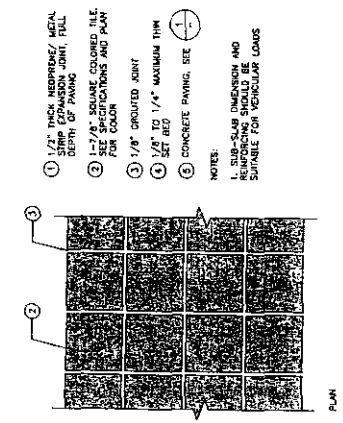 ① 1/2" THICK NEOPRENE/ METAL
STRIP EXPANSION JOINT, FULL
DEPTH OF PAVING
② 1-7/8" SQUARE COLORED TILE.
SEE SPECIFICATIONS AND PLAN
FOR COLOR
③ 1/8" GROUTED JOINT
④ 1/8" TO 1/4" MAXIMUM THIN
SET BED
⑤ CONCRETE PAVING, SEE 1
-
NOTES:
1. SUB-SLAB DIMENSION AND
REINFORCING SHOULD BE
SUITABLE FOR VEHICULAR LOADS
② ③
PLAN